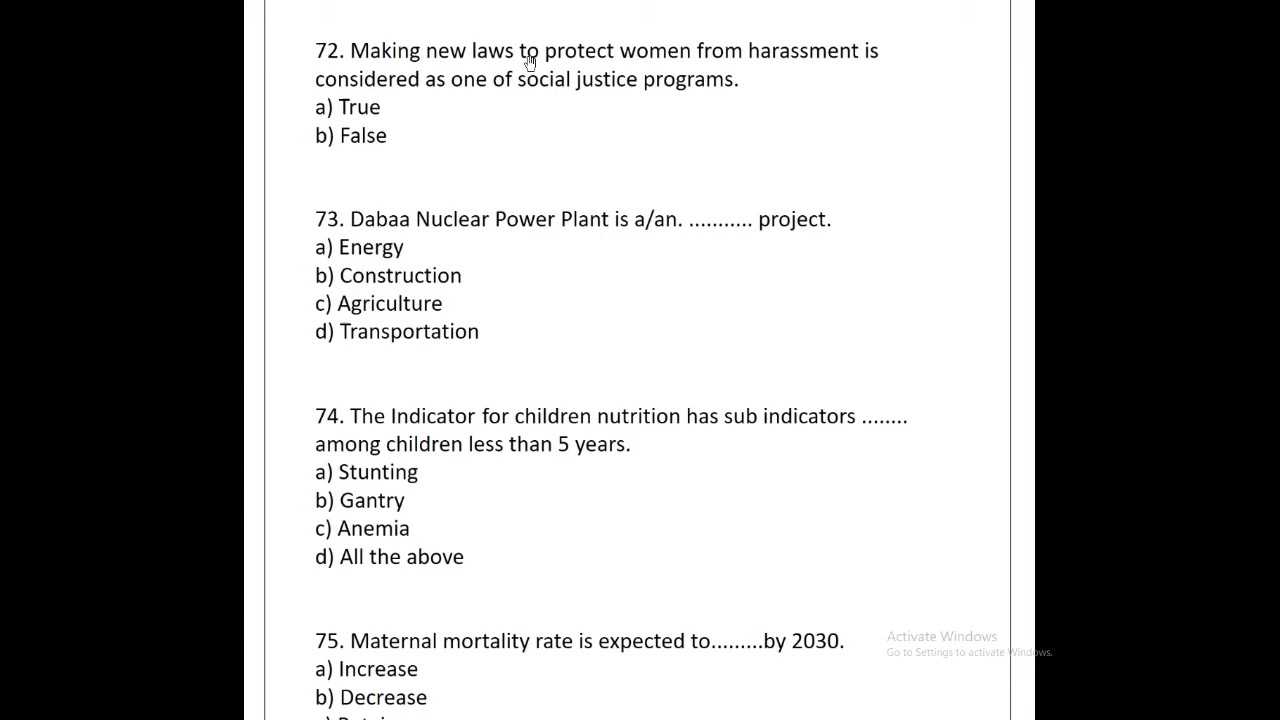 72. Making new laws to protect women from harassment is
considered as one of social justice programs.
a) True
b) False
73. Dabaa Nuclear Power Plant is a/an. ........... project.
a) Energy
b) Construction
c) Agriculture
d) Transportation
74. The Indicator for children nutrition has sub indicators ........
among children less than 5 years.
a) Stunting
b) Gantry
c) Anemia
d) All the above
75. Maternal mortality rate is expected to.........by 2030.
a) Increase
b) Decrease
Activate Windows
Go to Settings to activate Windows.